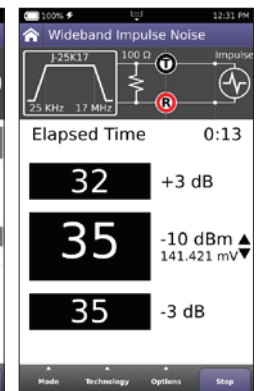 100% 12:31 PM
Wideband Impulse Noise
J-25K17 100 Ω T Impulse
25 KHz 17 MHz R
Elapsed Time 0:13
32 +3 dB
35 -10 dBm
141.421 mV
35 -3 dB
Mode Technology Options Stop